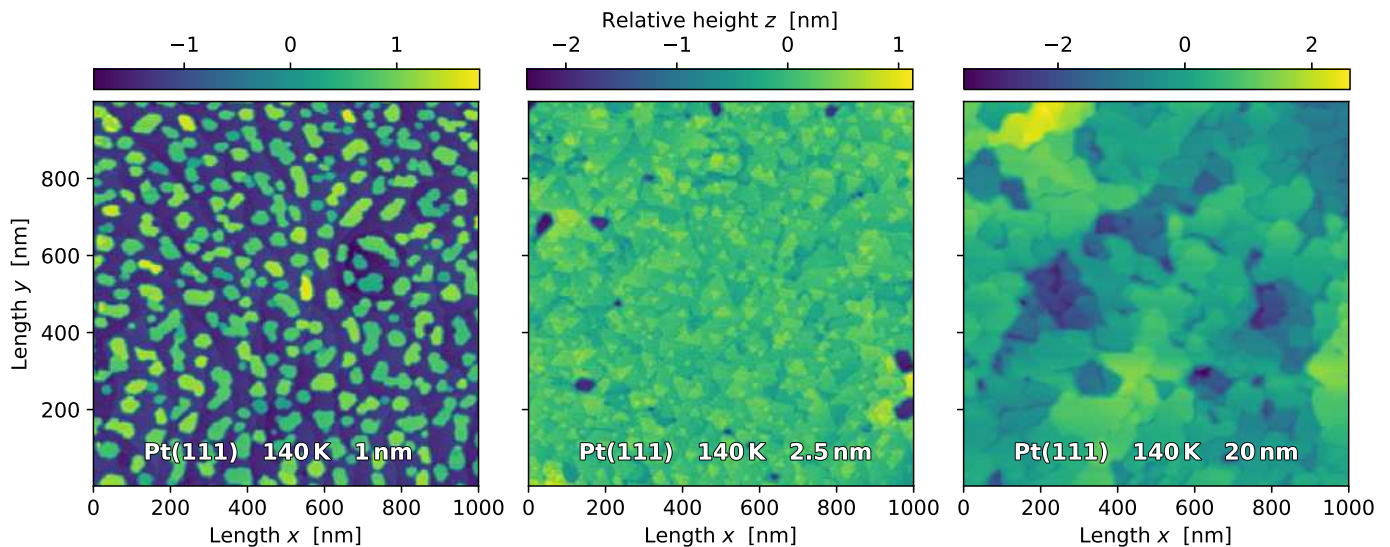 Relative height z [nm]
−1 0 1
−2 −1 0 1
−2 0 2
Length y [nm]
800
600
400
200
Pt(111) 140 K 1 nm
Pt(111) 140 K 2.5 nm
Pt(111) 140 K 20 nm
0 200 400 600 800 1000
0 200 400 600 800 1000
0 200 400 600 800 1000
Length x [nm]
Length x [nm]
Length x [nm]